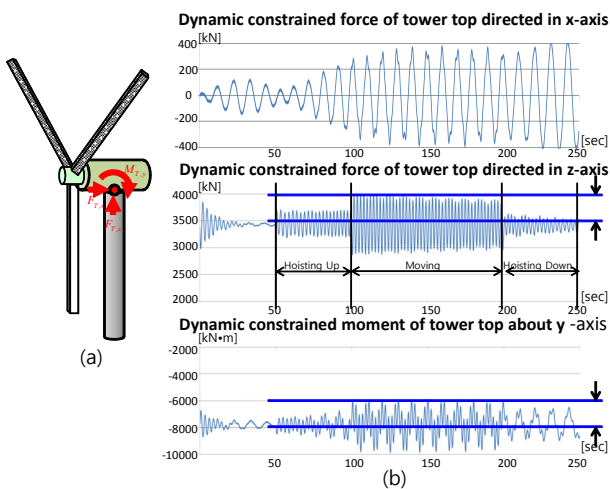 Dynamic constrained force of tower top directed in x-axis
[kN]
400
200
0
-200
-400
50 100 150 200 250
[sec]
Dynamic constrained force of tower top directed in z-axis
[kN]
4000
3500
3000
2500
2000
Hoisting Up
Moving
Hoisting Down
50 100 150 200 250
[sec]
Dynamic constrained moment of tower top about y -axis
[kN•m]
-2000
-4000
-6000
-8000
-10000
50 100 150 200 250
[sec]
M T,y
F T,x
F T,z
(a)
(b)